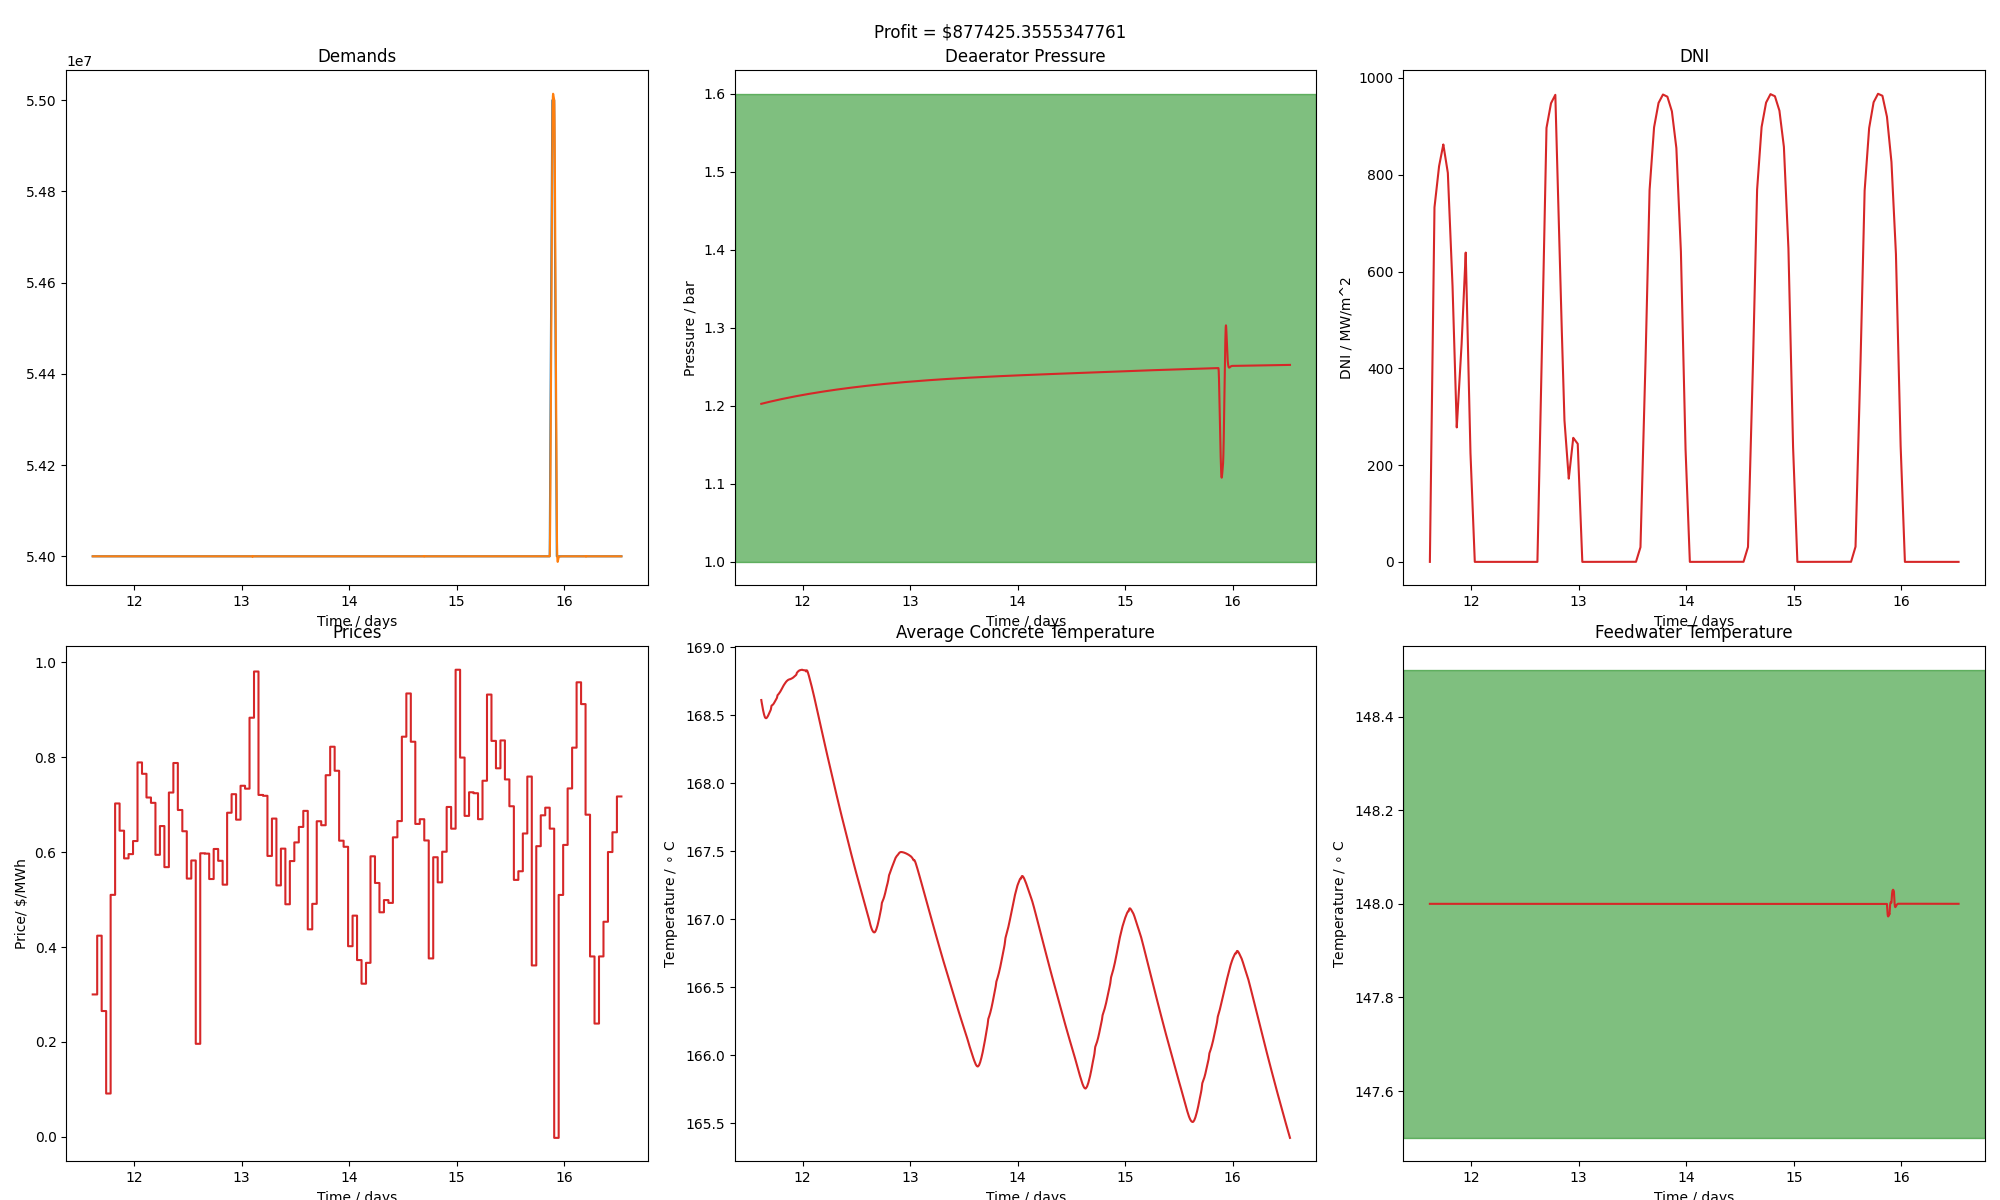 Profit = $877425.3555347761
Demands
1e7
5.50
5.48
5.46
5.44
5.42
5.40
12 13 14 15 16
Time / days
Deaerator Pressure
Pressure / bar
1.6
1.5
1.4
1.3
1.2
1.1
1.0
12 13 14 15 16
Time / days
DNI
DNI / MW/m^2
1000
800
600
400
200
0
12 13 14 15 16
Time / days
Prices
Price/ $/MWh
1.0
0.8
0.6
0.4
0.2
0.0
12 13 14 15 16
Time / days
Average Concrete Temperature
Temperature / ∘ C
169.0
168.5
168.0
167.5
167.0
166.5
166.0
165.5
12 13 14 15 16
Time / days
Feedwater Temperature
Temperature / ∘ C
148.4
148.2
148.0
147.8
147.6
12 13 14 15 16
Time / days